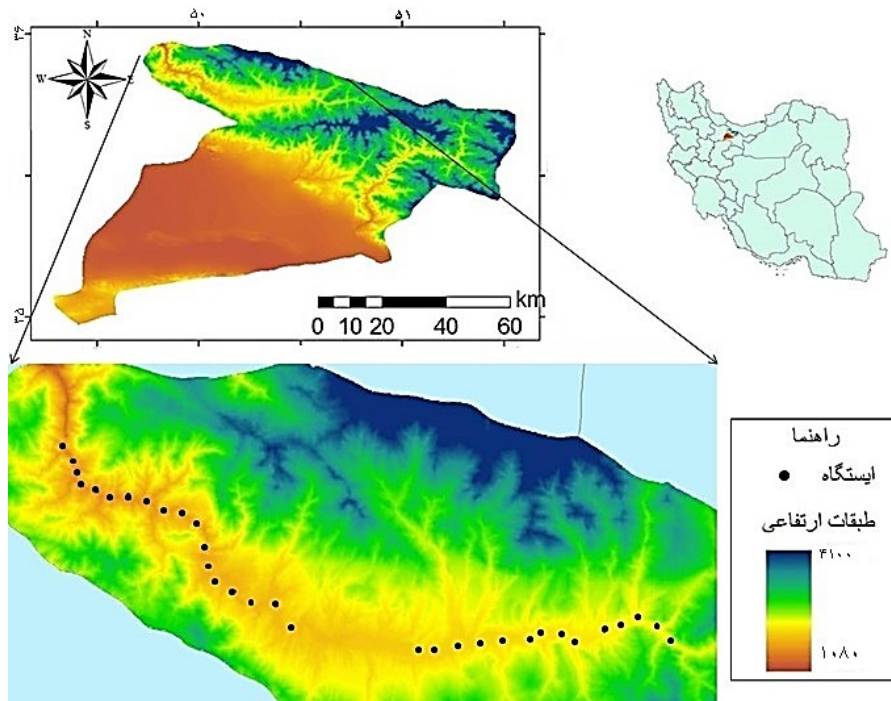 ۵۰ ۵۱
۳۶
N
W E
S
۳۵
km
0 10 20 40 60
راهنما
ایستگاه
طبقات ارتفاعی
۴۱۰۰
۱۰۸۰